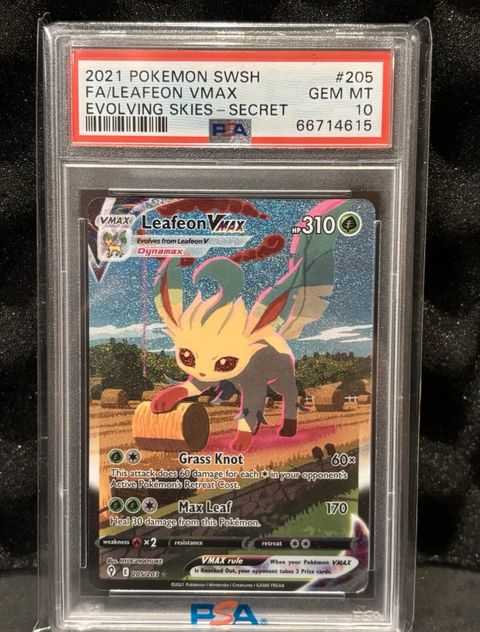 2021 POKEMON SWSH #205
FA/LEAFEON VMAX GEM MT
EVOLVING SKIES - SECRET 10
PSA 66714615
VMAX Leafeon VMAX HP 310
Evolves from Leafeon V
Dynamax
Grass Knot 60×
This attack does 60 damage for each in your opponent's
Active Pokémon's Retreat Cost.
Max Leaf 170
Heal 30 damage from this Pokémon.
weakness ×2 resistance retreat
VMAX rule When your Pokémon VMAX
is Knocked Out, your opponent takes 3 Prize cards.
E 205/203
©2021 Pokémon / Nintendo / Creatures / GAME FREAK
PSA